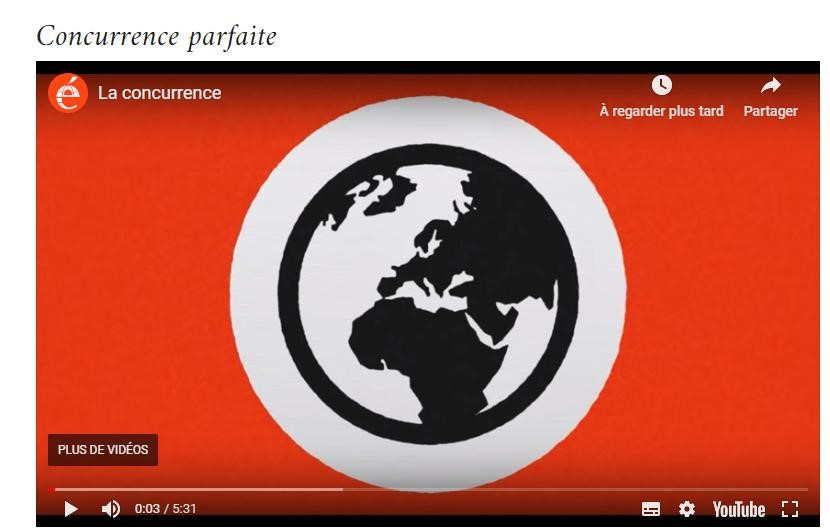 Concurrence parfaite
La concurrence
À regarder plus tard
Partager
PLUS DE VIDÉOS
0:03 / 5:31
YouTube